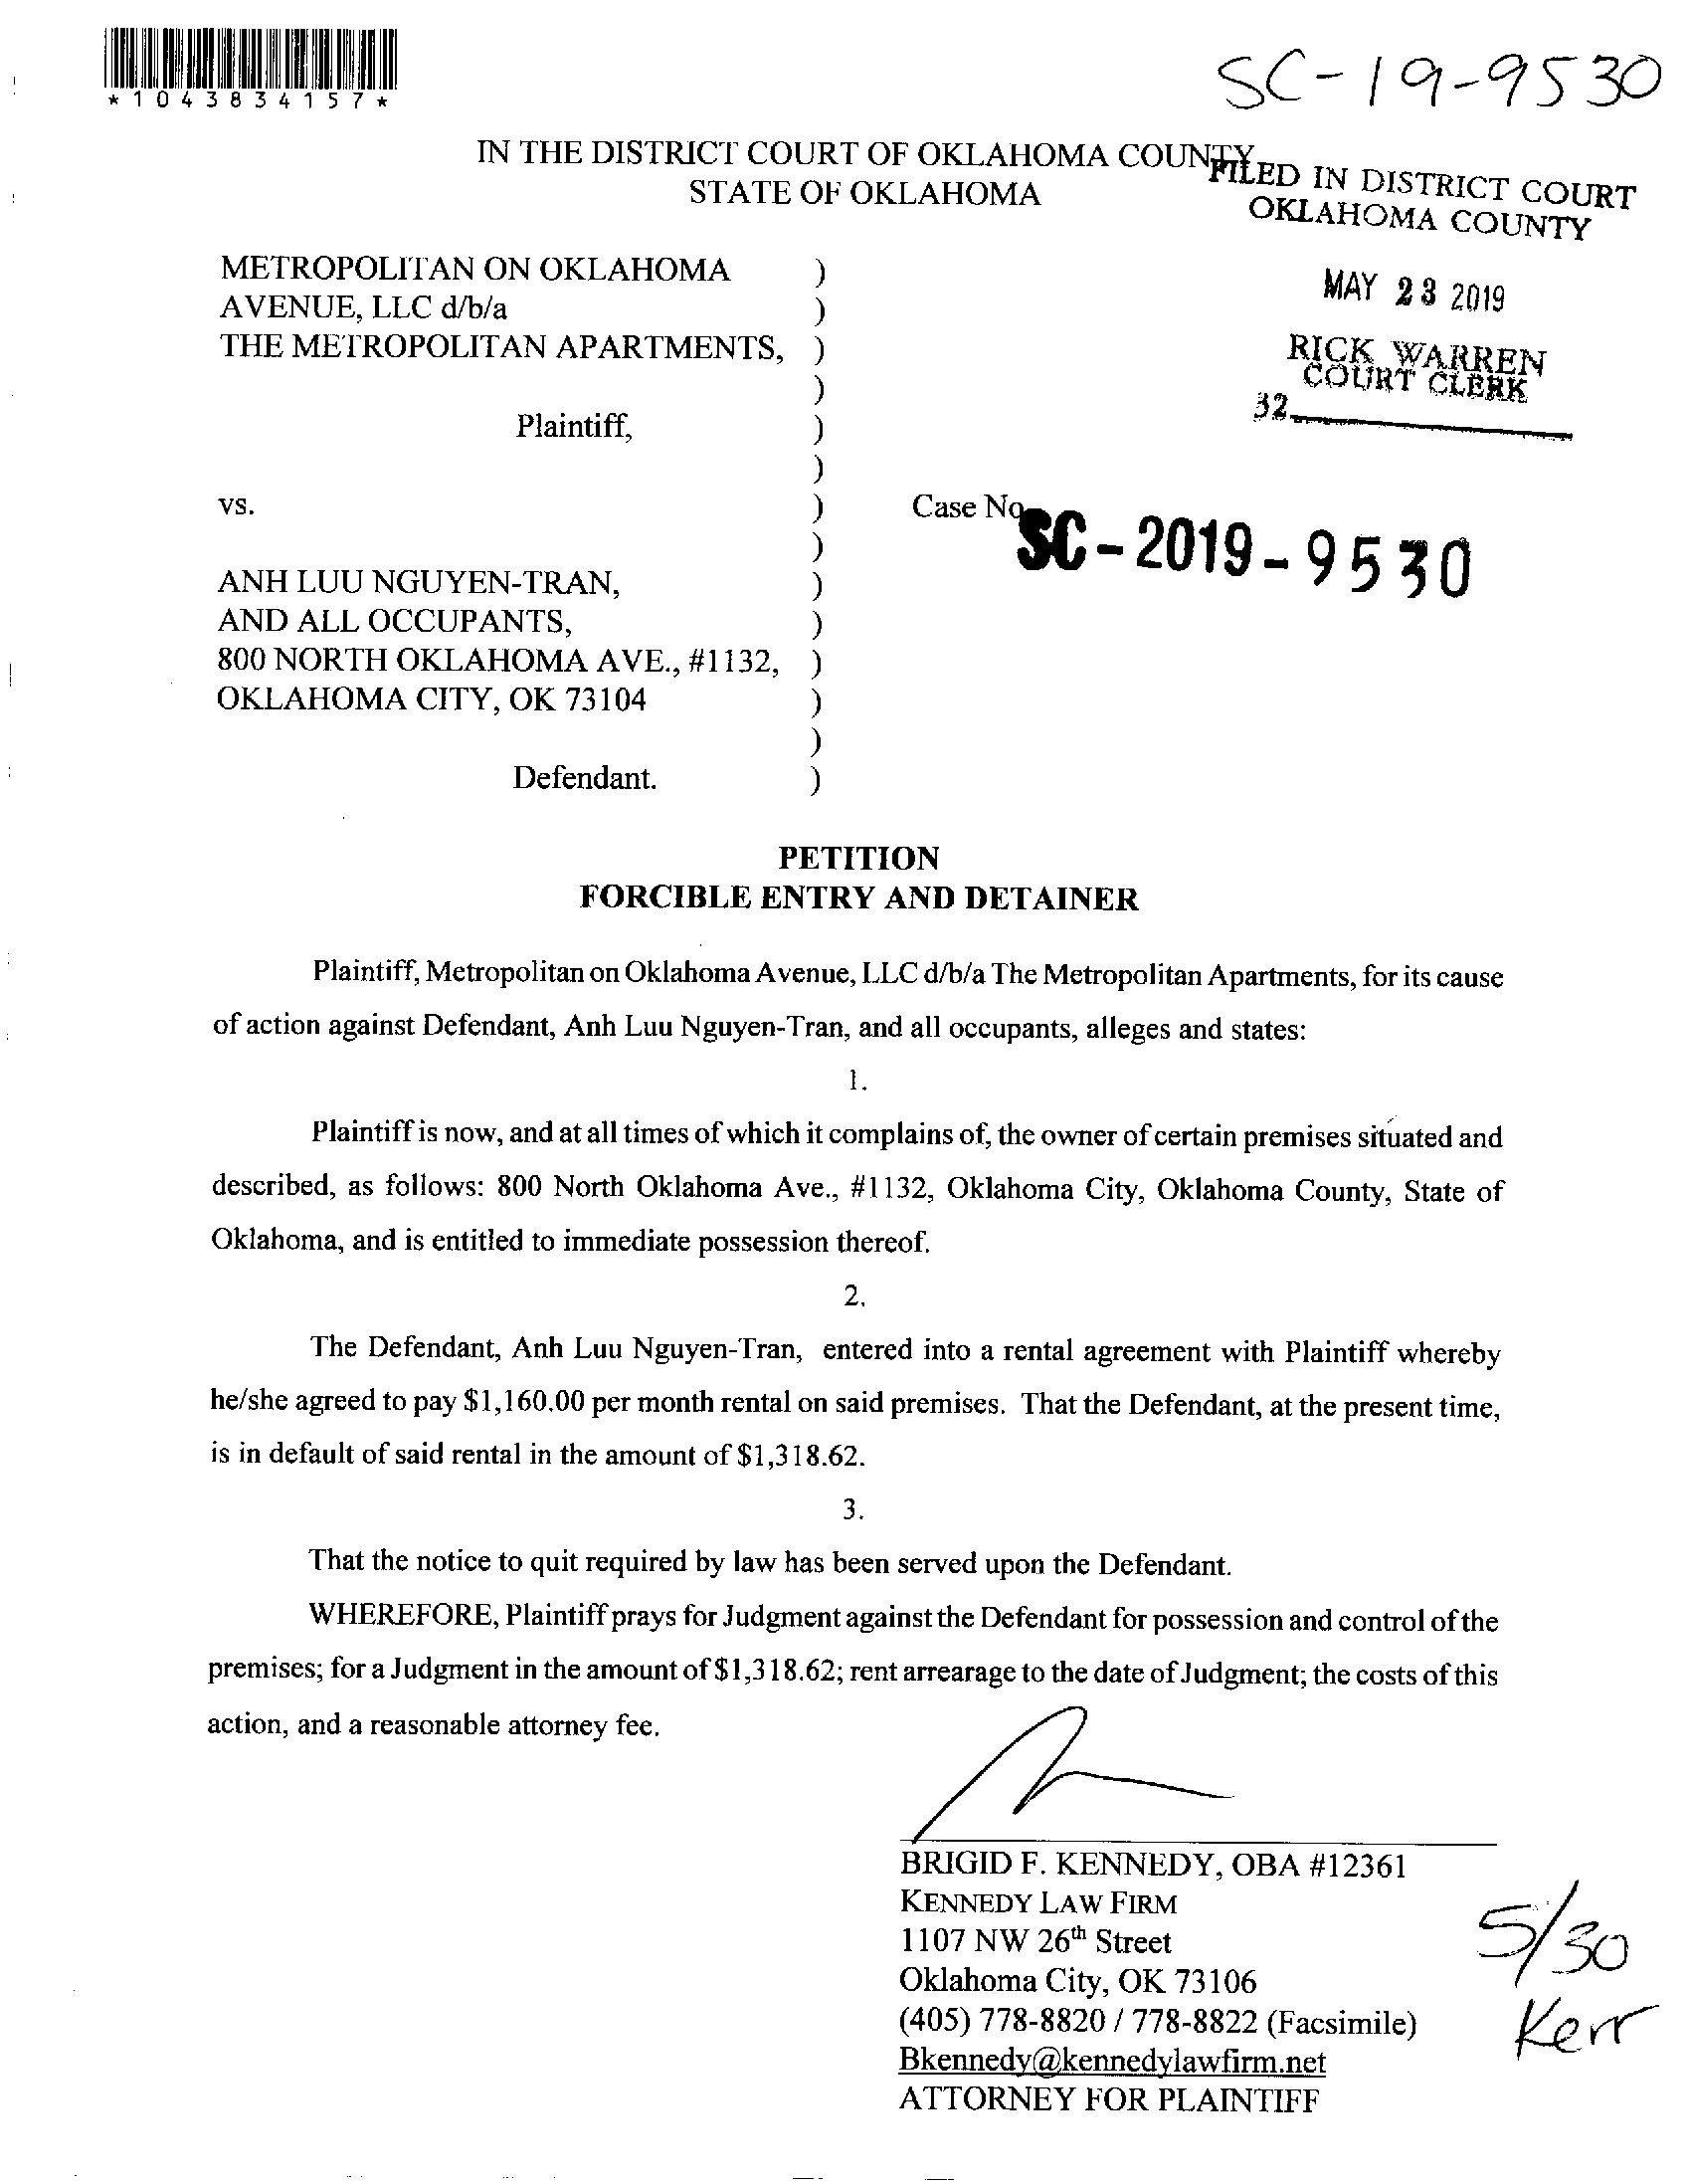 *1043834157*
SC-19-9530
IN THE DISTRICT COURT OF OKLAHOMA COUNTY
STATE OF OKLAHOMA
FILED IN DISTRICT COURT
OKLAHOMA COUNTY
MAY 23 2019
RICK WARREN
COURT CLERK
32
METROPOLITAN ON OKLAHOMA )
AVENUE, LLC d/b/a )
THE METROPOLITAN APARTMENTS, )
)
Plaintiff, )
)
vs. ) Case No.
SC-2019-9530
)
ANH LUU NGUYEN-TRAN, )
AND ALL OCCUPANTS, )
800 NORTH OKLAHOMA AVE., #1132, )
OKLAHOMA CITY, OK 73104 )
)
Defendant. )
PETITION
FORCIBLE ENTRY AND DETAINER
Plaintiff, Metropolitan on Oklahoma Avenue, LLC d/b/a The Metropolitan Apartments, for its cause
of action against Defendant, Anh Luu Nguyen-Tran, and all occupants, alleges and states:
1.
Plaintiff is now, and at all times of which it complains of, the owner of certain premises situated and
described, as follows: 800 North Oklahoma Ave., #1132, Oklahoma City, Oklahoma County, State of
Oklahoma, and is entitled to immediate possession thereof.
2.
The Defendant, Anh Luu Nguyen-Tran, entered into a rental agreement with Plaintiff whereby
he/she agreed to pay $1,160.00 per month rental on said premises. That the Defendant, at the present time,
is in default of said rental in the amount of $1,318.62.
3.
That the notice to quit required by law has been served upon the Defendant.
WHEREFORE, Plaintiff prays for Judgment against the Defendant for possession and control of the
premises; for a Judgment in the amount of $1,318.62; rent arrearage to the date of Judgment; the costs of this
action, and a reasonable attorney fee.
BRIGID F. KENNEDY, OBA #12361
KENNEDY LAW FIRM
1107 NW 26th Street
Oklahoma City, OK 73106
(405) 778-8820 / 778-8822 (Facsimile)
Bkennedy@kennedylawfirm.net
ATTORNEY FOR PLAINTIFF
5/30
Kerr